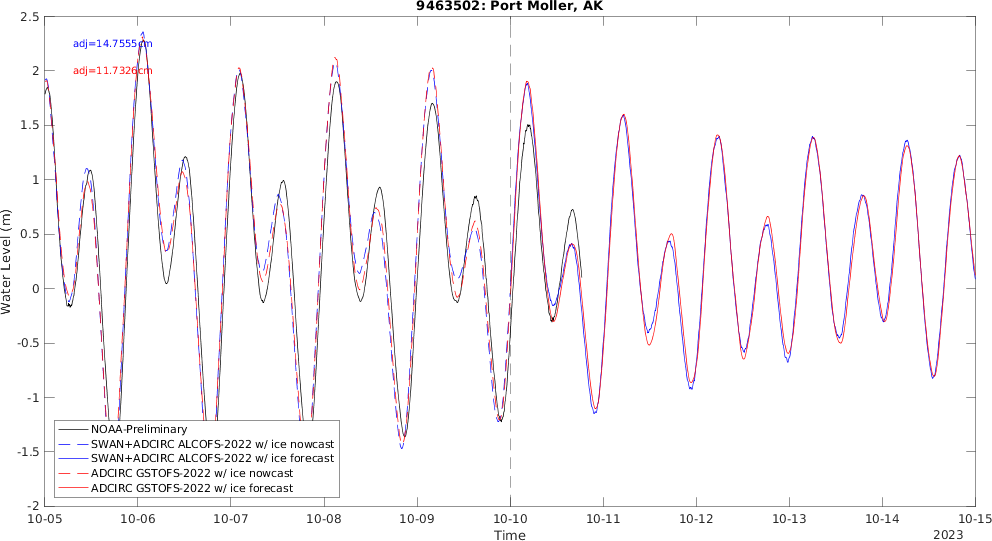 9463502: Port Moller, AK
adj=14.7555cm
adj=11.7326cm
Water Level (m)
2.5
2
1.5
1
0.5
0
-0.5
-1
-1.5
-2
NOAA-Preliminary
SWAN+ADCIRC ALCOFS-2022 w/ ice nowcast
SWAN+ADCIRC ALCOFS-2022 w/ ice forecast
ADCIRC GSTOFS-2022 w/ ice nowcast
ADCIRC GSTOFS-2022 w/ ice forecast
10-05 10-06 10-07 10-08 10-09 10-10 10-11 10-12 10-13 10-14 10-15
Time
2023